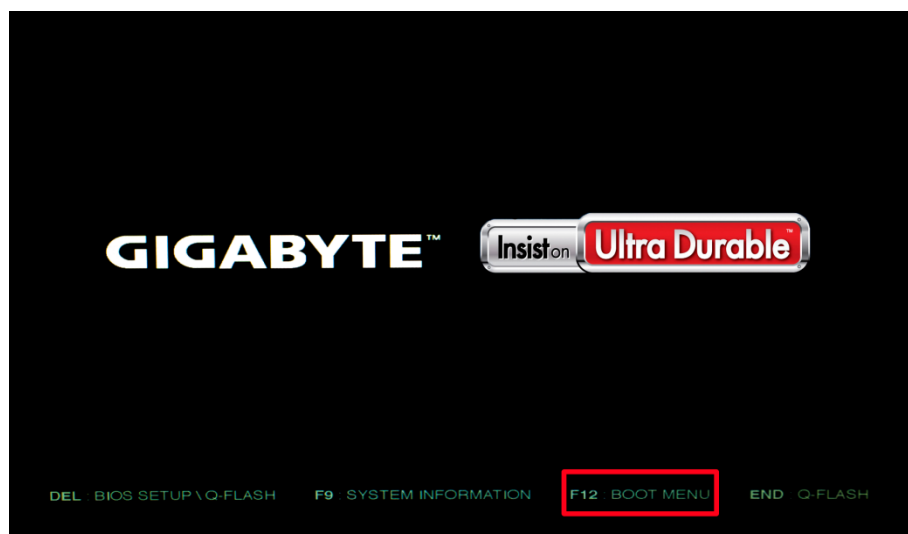 GIGABYTE™ Insist on Ultra Durable™
DEL : BIOS SETUP \ Q-FLASH F9 : SYSTEM INFORMATION F12 : BOOT MENU END : Q-FLASH